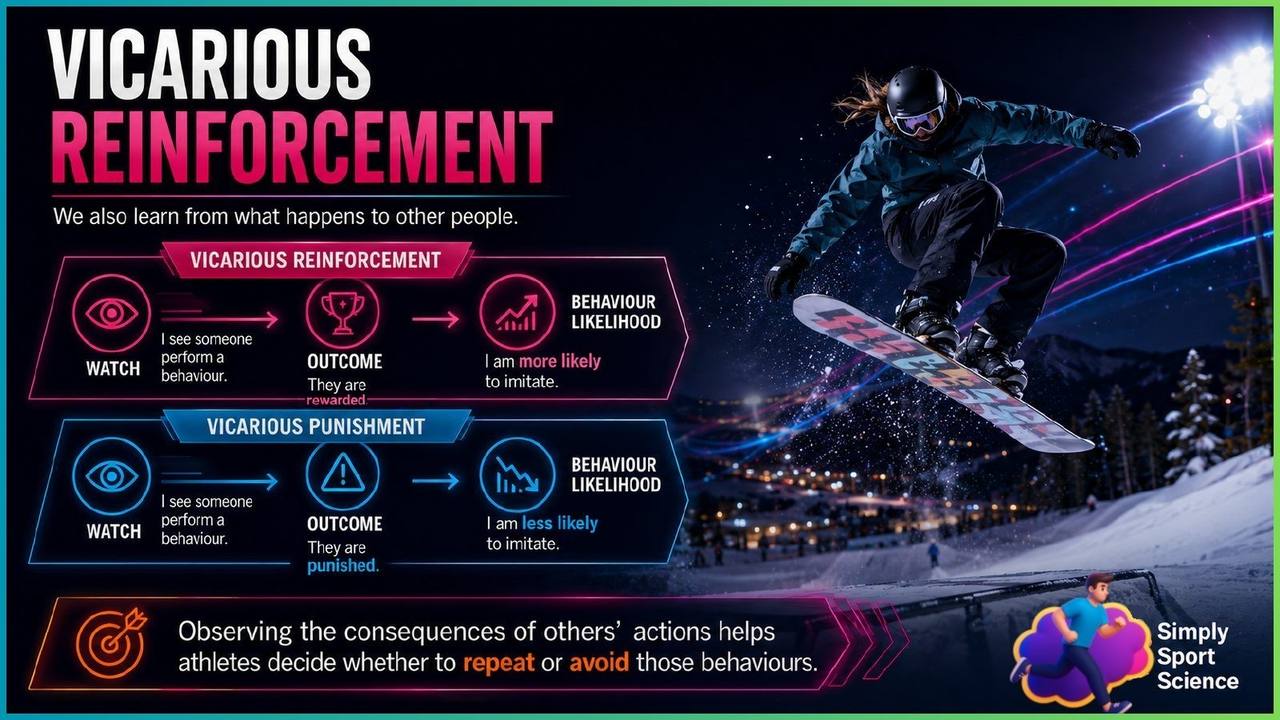 VICARIOUS
REINFORCEMENT
We also learn from what happens to other people.
VICARIOUS REINFORCEMENT
WATCH
I see someone
perform a
behaviour.
OUTCOME
They are
rewarded.
BEHAVIOUR
LIKELIHOOD
I am more likely
to imitate.
VICARIOUS PUNISHMENT
WATCH
I see someone
perform a
behaviour.
OUTCOME
They are
punished.
BEHAVIOUR
LIKELIHOOD
I am less likely
to imitate.
Observing the consequences of others' actions helps
athletes decide whether to repeat or avoid those behaviours.
Simply
Sport
Science